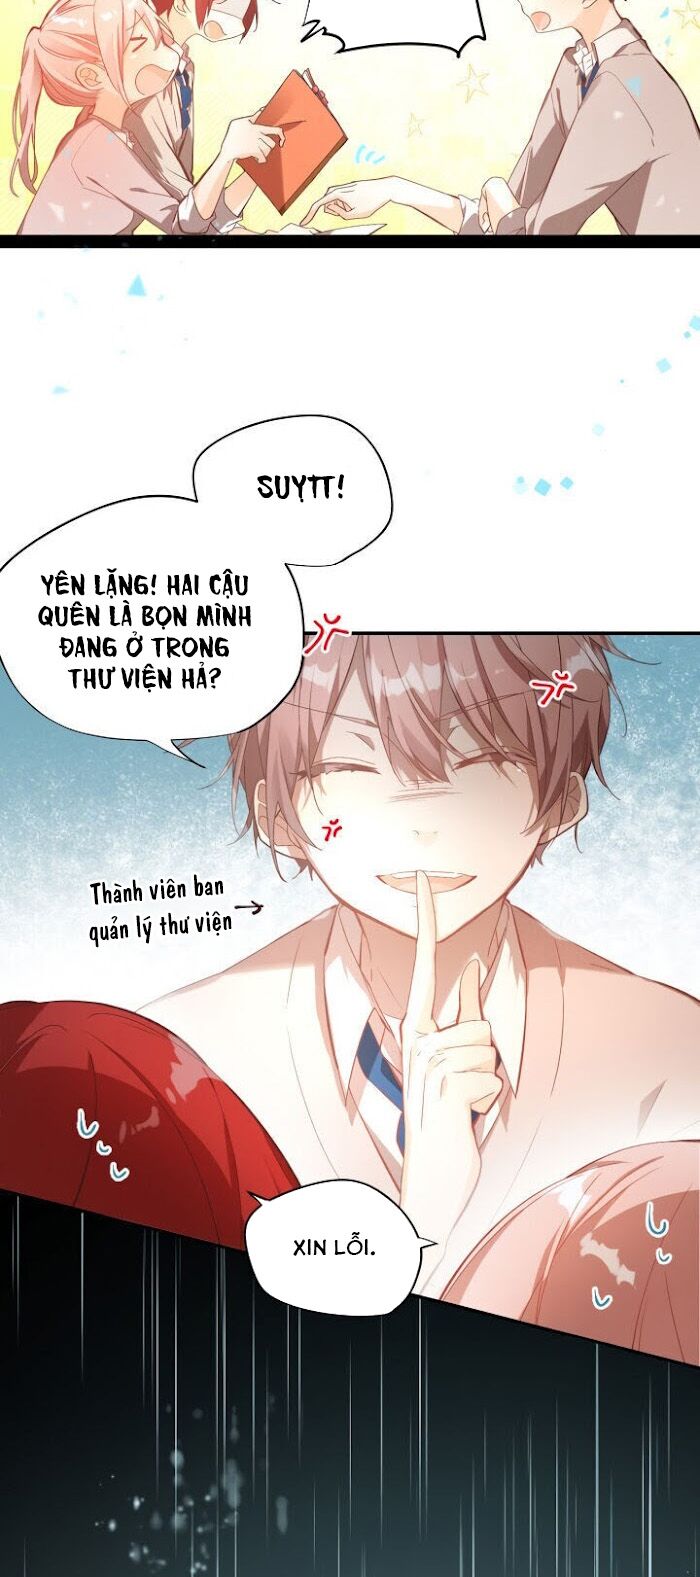 SUỴTT!
YÊN LẶNG! HAI CẬU
QUÊN LÀ BỌN MÌNH
ĐANG Ở TRONG
THƯ VIỆN HẢ?
Thành viên ban
quản lý thư viện
XIN LỖI.